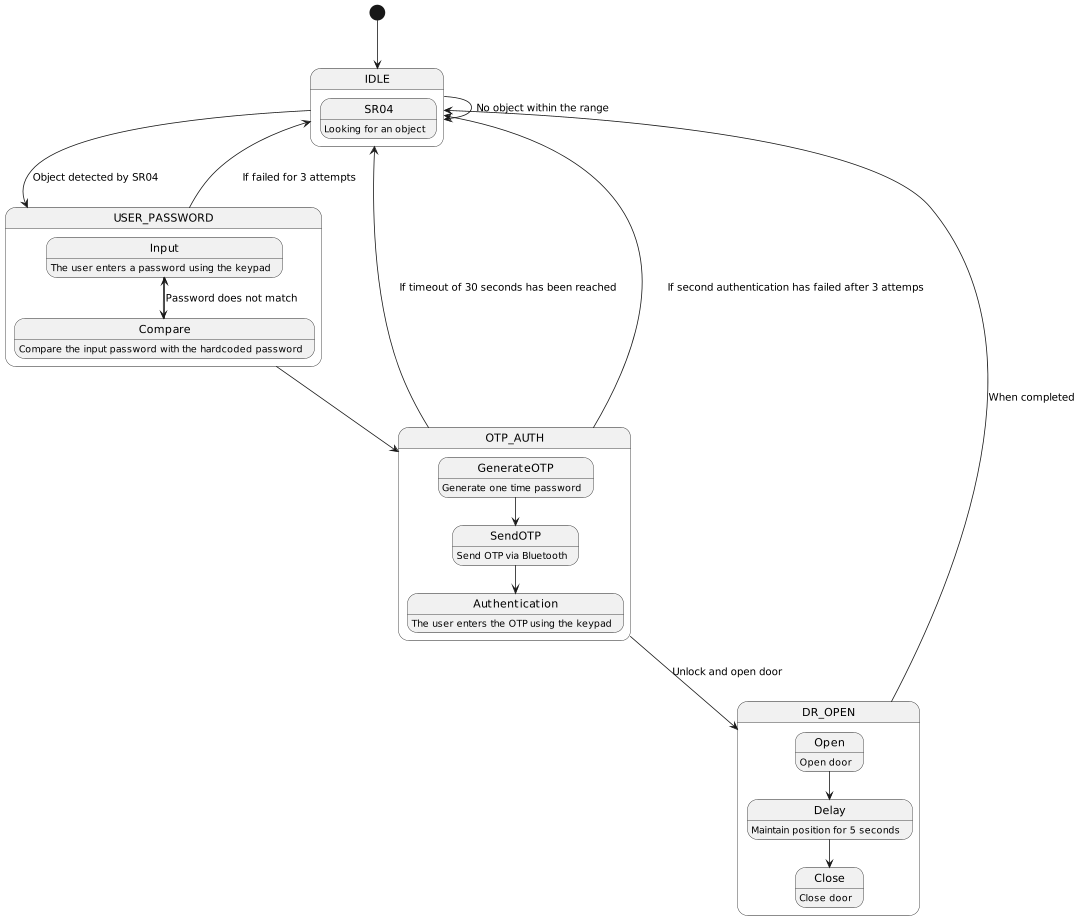 IDLE
SR04
Looking for an object
No object within the range
Object detected by SR04
If failed for 3 attempts
USER_PASSWORD
Input
The user enters a password using the keypad
Password does not match
Compare
Compare the input password with the hardcoded password
If timeout of 30 seconds has been reached
If second authentication has failed after 3 attemps
When completed
OTP_AUTH
GenerateOTP
Generate one time password
SendOTP
Send OTP via Bluetooth
Authentication
The user enters the OTP using the keypad
Unlock and open door
DR_OPEN
Open
Open door
Delay
Maintain position for 5 seconds
Close
Close door